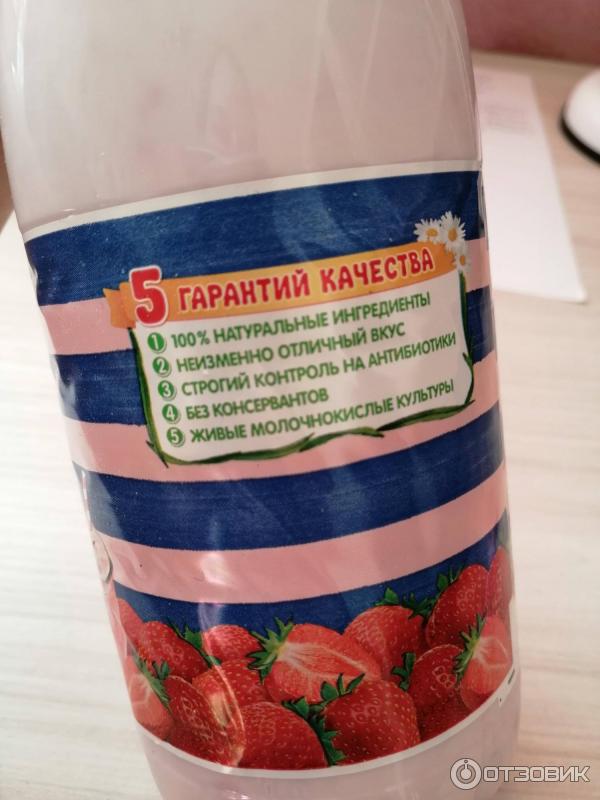 5 ГАРАНТИЙ КАЧЕСТВА
1 100% НАТУРАЛЬНЫЕ ИНГРЕДИЕНТЫ
2 НЕИЗМЕННО ОТЛИЧНЫЙ ВКУС
3 СТРОГИЙ КОНТРОЛЬ НА АНТИБИОТИКИ
4 БЕЗ КОНСЕРВАНТОВ
5 ЖИВЫЕ МОЛОЧНОКИСЛЫЕ КУЛЬТУРЫ
ОТЗОВИК